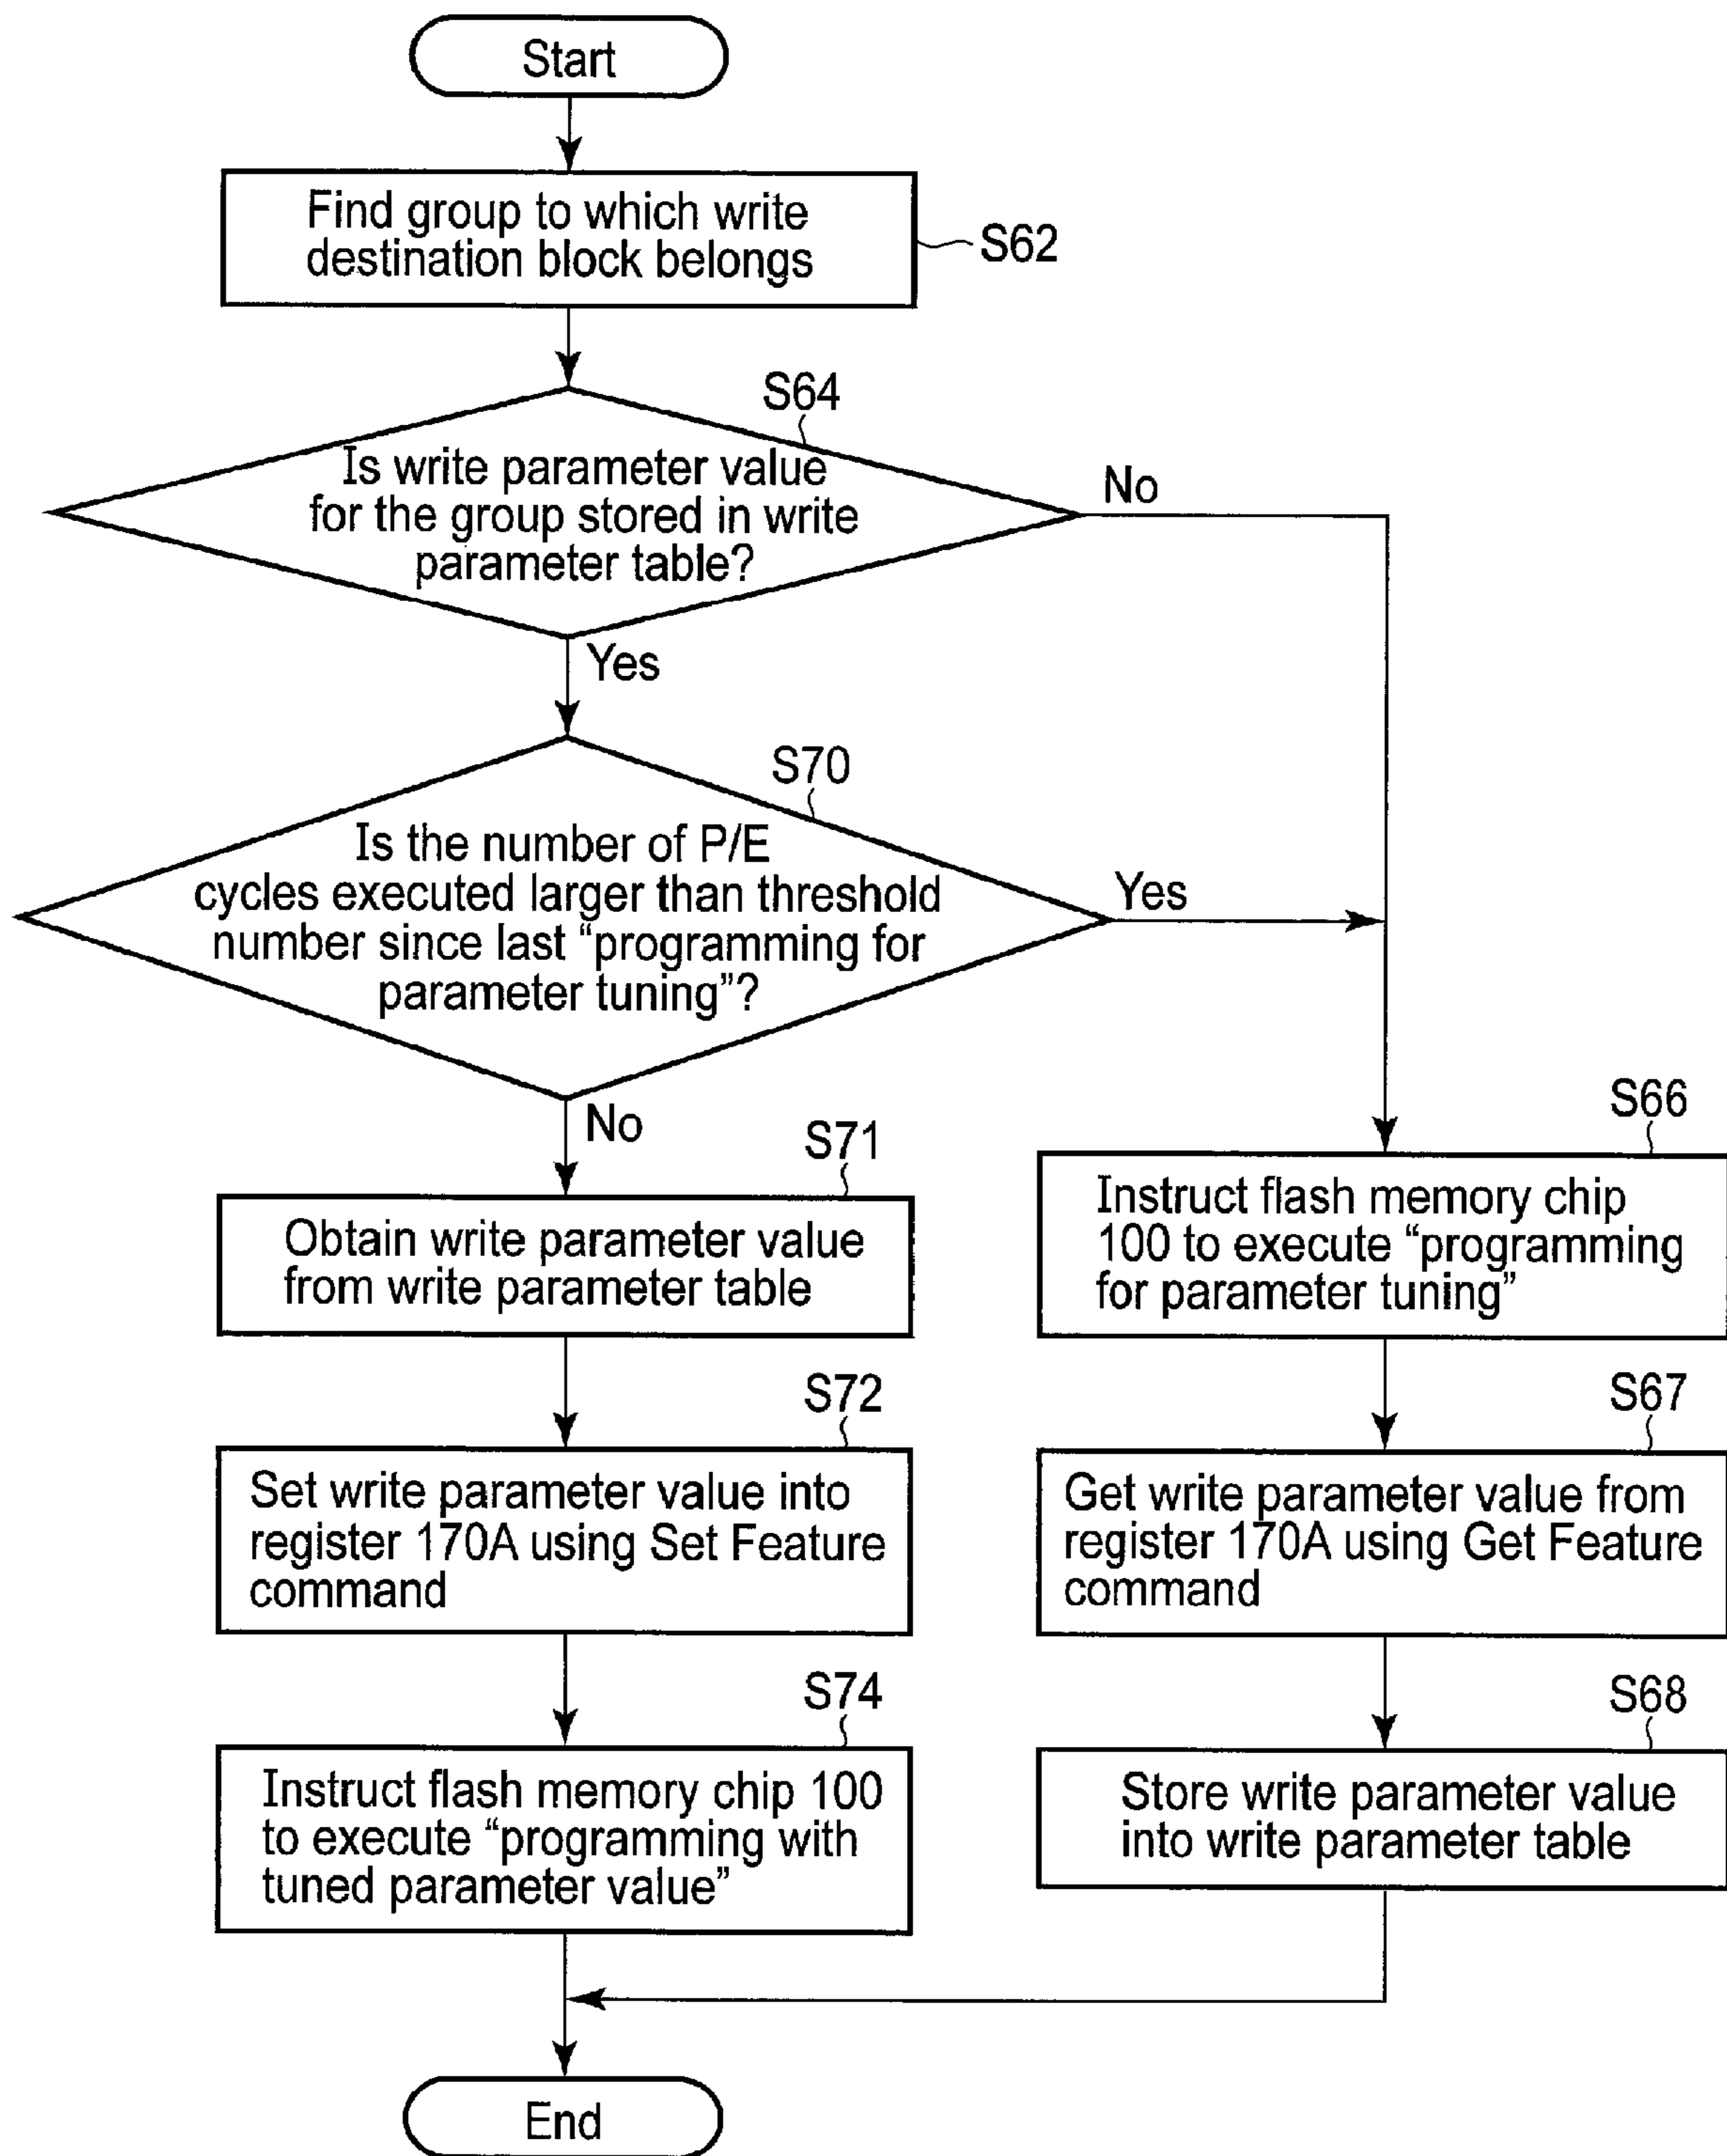 Start
Find group to which write
destination block belongs
S62
S64
Is write parameter value
for the group stored in write
parameter table?
No
Yes
S70
Is the number of P/E
cycles executed larger than threshold
number since last “programming for
parameter tuning”?
Yes
No
S71
Obtain write parameter value
from write parameter table
S72
Set write parameter value into
register 170A using Set Feature
command
S74
Instruct flash memory chip 100
to execute “programming with
tuned parameter value”
S66
Instruct flash memory chip
100 to execute “programming
for parameter tuning”
S67
Get write parameter value from
register 170A using Get Feature
command
S68
Store write parameter value
into write parameter table
End